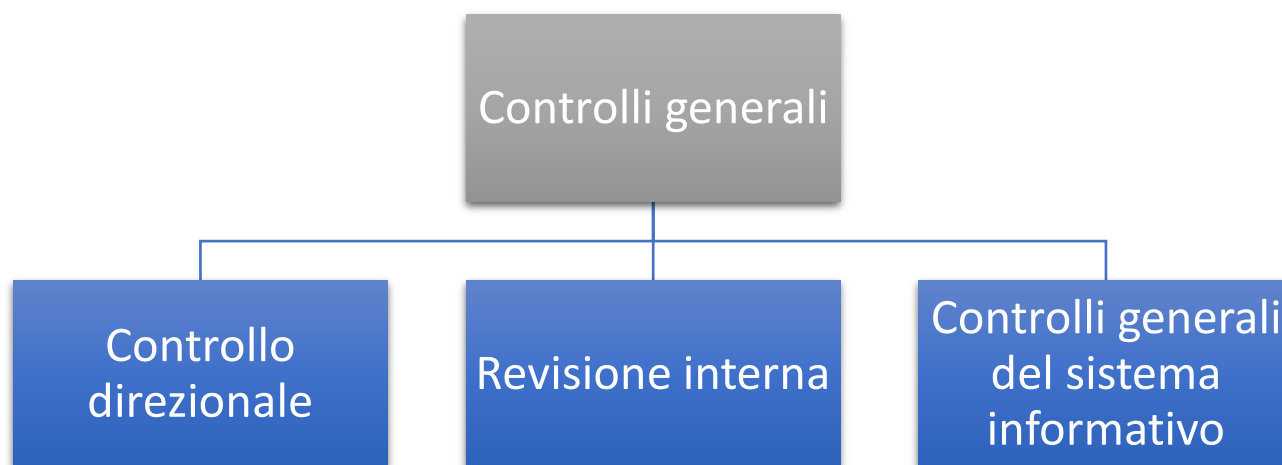 Controlli generali
Controllo
direzionale
Revisione interna
Controlli generali
del sistema
informativo